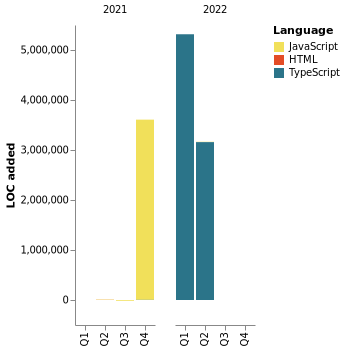 2021
2022
Language
JavaScript
HTML
TypeScript
LOC added
5,000,000
4,000,000
3,000,000
2,000,000
1,000,000
0
Q1
Q2
Q3
Q4
Q1
Q2
Q3
Q4